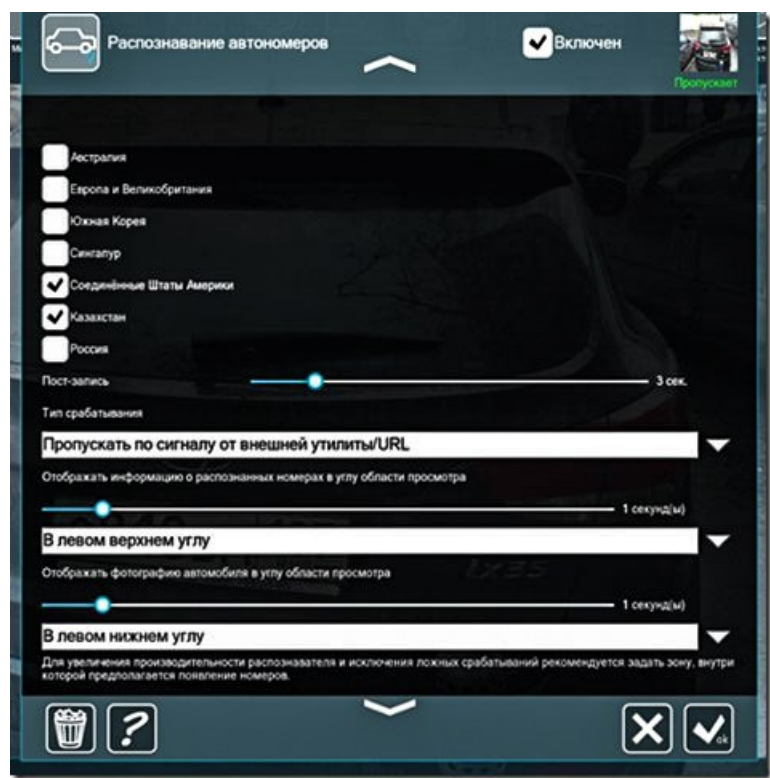 Распознавание автономеров
Включен
Пропускает
Австралия
Европа и Великобритания
Южная Корея
Сингапур
Соединённые Штаты Америки
Казахстан
Россия
Пост-запись 3 сек.
Тип срабатывания
Пропускать по сигналу от внешней утилиты/URL
Отображать информацию о распознанных номерах в углу области просмотра
1 секунд(ы)
В левом верхнем углу
Отображать фотографию автомобиля в углу области просмотра
ix35
1 секунд(ы)
В левом нижнем углу
Для увеличения производительности распознавателя и исключения ложных срабатываний рекомендуется задать зону, внутри
которой предполагается появление номеров.
?
ok